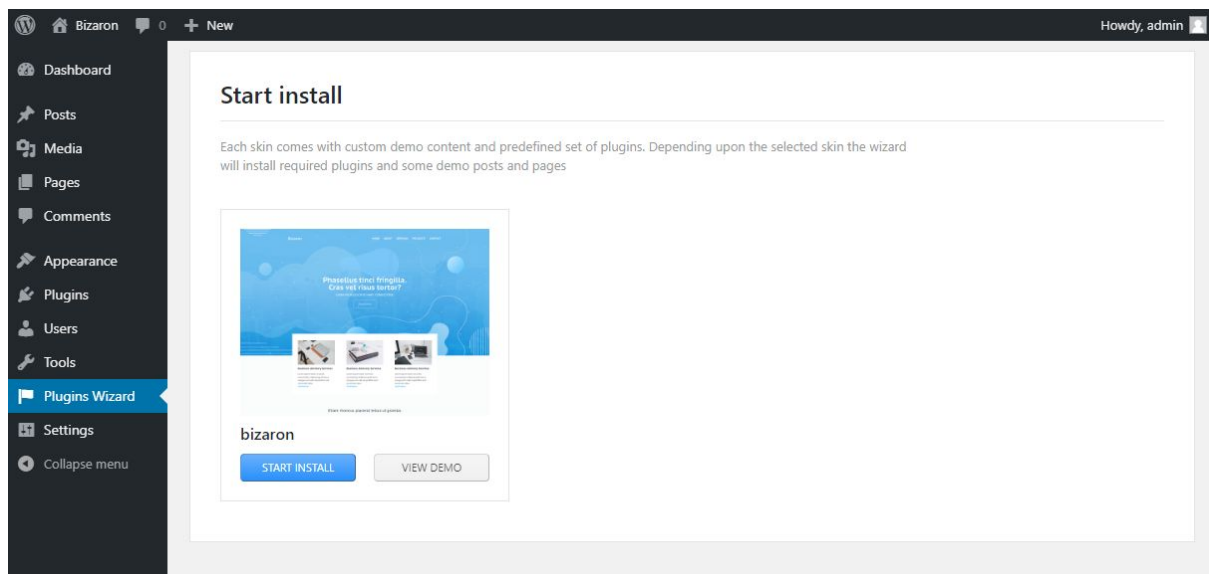 Bizaron
0
New
Howdy, admin
Dashboard
Posts
Media
Pages
Comments
Appearance
Plugins
Users
Tools
Plugins Wizard
Settings
Collapse menu
Start install
Each skin comes with custom demo content and predefined set of plugins. Depending upon the selected skin the wizard
will install required plugins and some demo posts and pages
Phasellus tinci fringilla.
Cras vel risus tortor?
bizaron
START INSTALL
VIEW DEMO